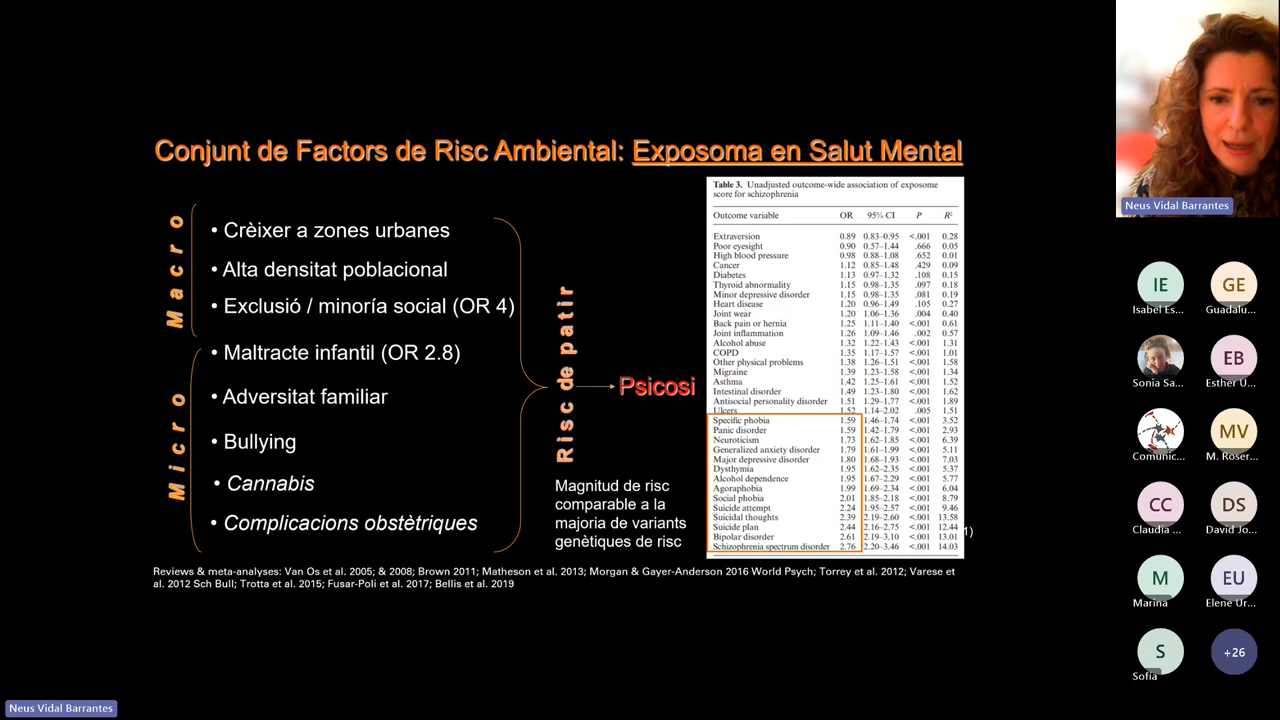 Conjunt de Factors de Risc Ambiental: Exposoma en Salut Mental
Macro
• Crèixer a zones urbanes
• Alta densitat poblacional
• Exclusió / minoría social (OR 4)
Micro
• Maltracte infantil (OR 2.8)
• Adversitat familiar
• Bullying
• Cannabis
• Complicacions obstètriques
Risc de patir
Psicosi
Magnitud de risc
comparable a la
majoria de variants
genètiques de risc
Table 3. Unadjusted outcome-wide association of exposome
score for schizophrenia
Outcome variable OR 95% CI P R²
Extraversion 0.89 0.83–0.95 <.001 0.28
Poor eyesight 0.90 0.57–1.44 .666 0.05
High blood pressure 0.98 0.88–1.08 .652 0.01
Cancer 1.12 0.85–1.48 .429 0.09
Diabetes 1.13 0.97–1.32 .108 0.15
Thyroid abnormality 1.15 0.98–1.35 .097 0.18
Minor depressive disorder 1.15 0.98–1.35 .081 0.19
Heart disease 1.20 0.96–1.49 .105 0.27
Joint wear 1.20 1.06–1.36 .004 0.40
Back pain or hernia 1.25 1.11–1.40 <.001 0.61
Joint inflammation 1.26 1.09–1.46 .002 0.57
Alcohol abuse 1.32 1.22–1.43 <.001 1.31
COPD 1.35 1.17–1.57 <.001 1.01
Other physical problems 1.38 1.26–1.51 <.001 1.58
Migraine 1.39 1.23–1.58 <.001 1.34
Asthma 1.42 1.25–1.61 <.001 1.52
Intestinal disorder 1.49 1.23–1.80 <.001 1.62
Antisocial personality disorder 1.51 1.29–1.77 <.001 1.89
Ulcers 1.52 1.14–2.02 .005 1.51
Specific phobia 1.59 1.46–1.74 <.001 3.52
Panic disorder 1.59 1.42–1.79 <.001 2.93
Neuroticism 1.73 1.62–1.85 <.001 6.39
Generalized anxiety disorder 1.79 1.61–1.99 <.001 5.11
Major depressive disorder 1.80 1.68–1.93 <.001 7.03
Dysthymia 1.95 1.62–2.35 <.001 5.37
Alcohol dependence 1.95 1.67–2.29 <.001 5.77
Agoraphobia 1.99 1.69–2.34 <.001 6.04
Social phobia 2.01 1.85–2.18 <.001 8.79
Suicide attempt 2.24 1.95–2.57 <.001 9.46
Suicidal thoughts 2.39 2.19–2.60 <.001 13.58
Suicide plan 2.44 2.16–2.75 <.001 12.44
Bipolar disorder 2.61 2.19–3.10 <.001 13.01
Schizophrenia spectrum disorder 2.76 2.20–3.46 <.001 14.03
1)
Reviews & meta-analyses: Van Os et al. 2005; & 2008; Brown 2011; Matheson et al. 2013; Morgan & Gayer-Anderson 2016 World Psych; Torrey et al. 2012; Varese et
al. 2012 Sch Bull; Trotta et al. 2015; Fusar-Poli et al. 2017; Bellis et al. 2019
Neus Vidal Barrantes
IE
Isabel Es...
GE
Guadalu...
Sonia Sa...
EB
Esther U...
Comunic...
MV
M. Roser...
CC
Claudia ...
DS
David Jo...
M
Marina
EU
Elene Ur...
S
Sofía
+26
Neus Vidal Barrantes